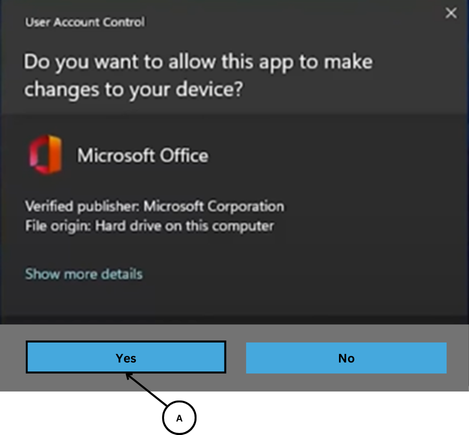 User Account Control
Do you want to allow this app to make
changes to your device?
Microsoft Office
Verified publisher: Microsoft Corporation
File origin: Hard drive on this computer
Show more details
Yes
No
A